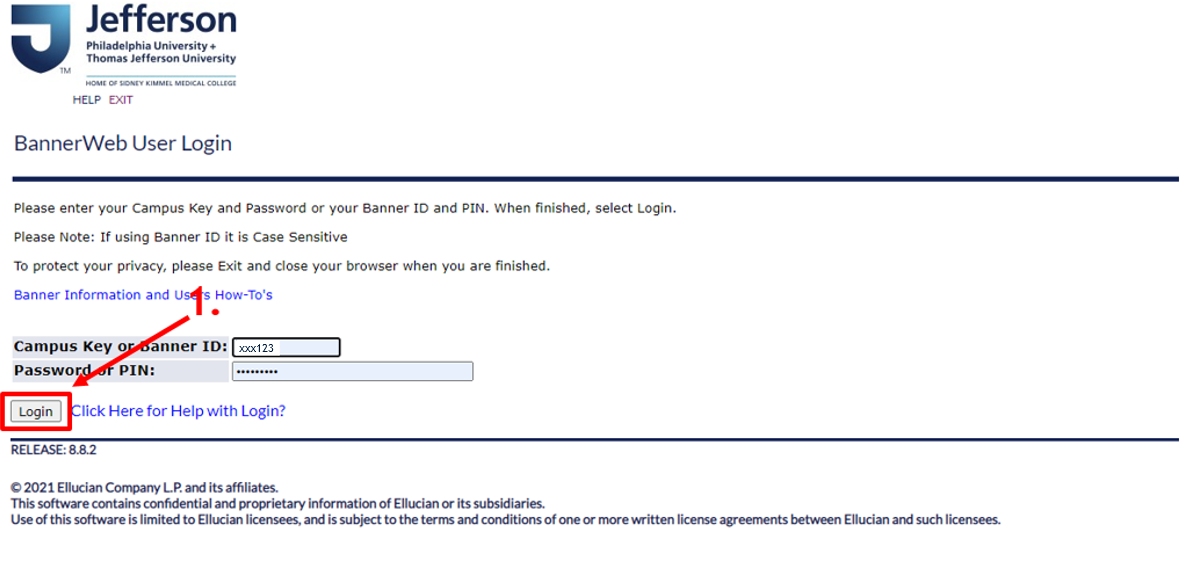 Jefferson
Philadelphia University +
Thomas Jefferson University
TM
HOME OF SIDNEY KIMMEL MEDICAL COLLEGE
HELP EXIT
BannerWeb User Login
Please enter your Campus Key and Password or your Banner ID and PIN. When finished, select Login.
Please Note: If using Banner ID it is Case Sensitive
To protect your privacy, please Exit and close your browser when you are finished.
Banner Information and Users How-To's
1.
Campus Key or Banner ID: xxx123
Password or PIN: •••••••••
Login Click Here for Help with Login?
RELEASE: 8.8.2
© 2021 Ellucian Company L.P. and its affiliates.
This software contains confidential and proprietary information of Ellucian or its subsidiaries.
Use of this software is limited to Ellucian licensees, and is subject to the terms and conditions of one or more written license agreements between Ellucian and such licensees.